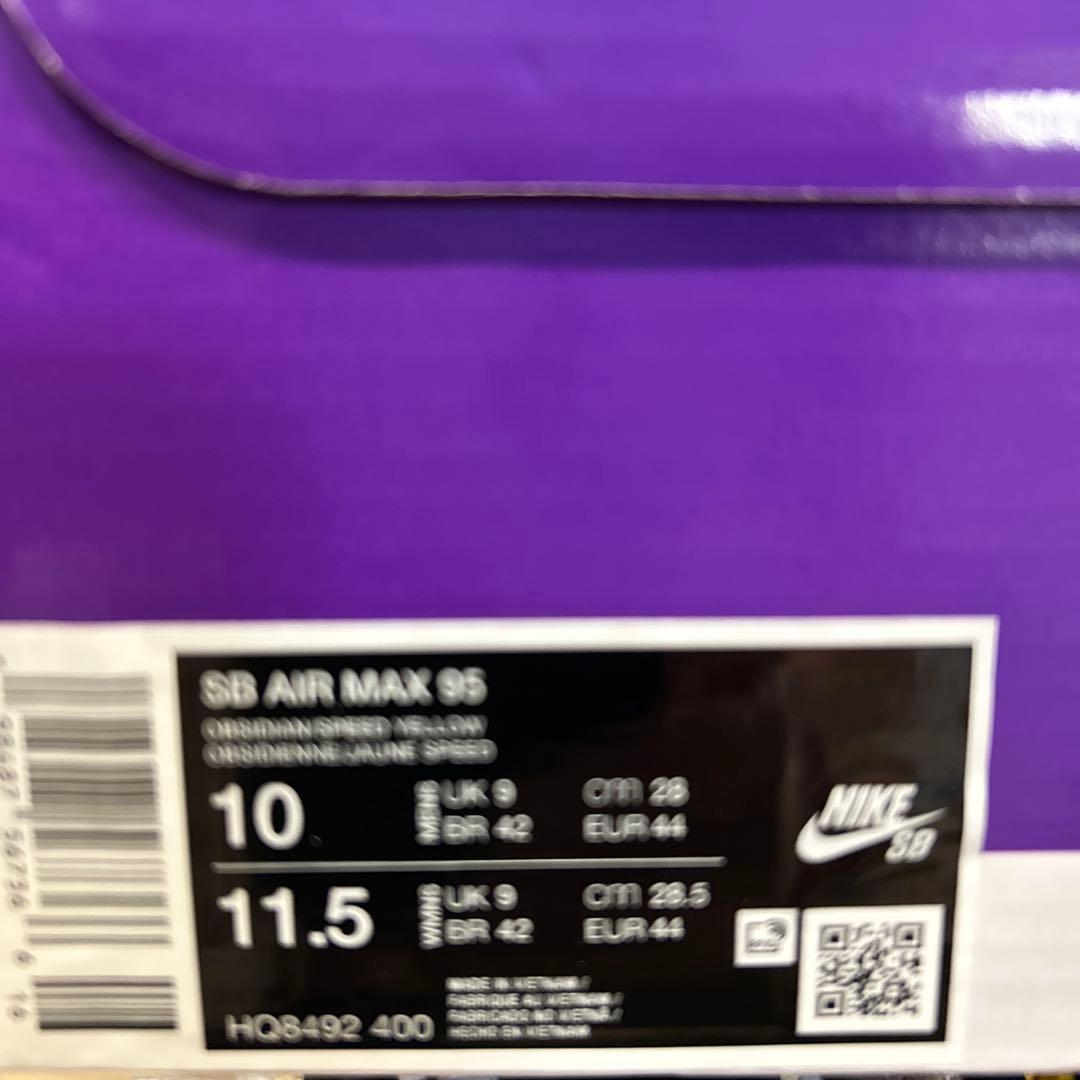 SB AIR MAX 95
OBSIDIAN/SPEED YELLOW
OBSIDIENNE/JAUNE SPEED
10
MENS
UK 9
BR 42
cm 28
EUR 44
11.5
WMNS
UK 9
BR 42
cm 28.5
EUR 44
NIKE
SB
HQ8492 400
MADE IN VIETNAM /
FABRIQUE AU VIETNAM /
FABRICADO NO VIETNÃ /
HECHO EN VIETNAM